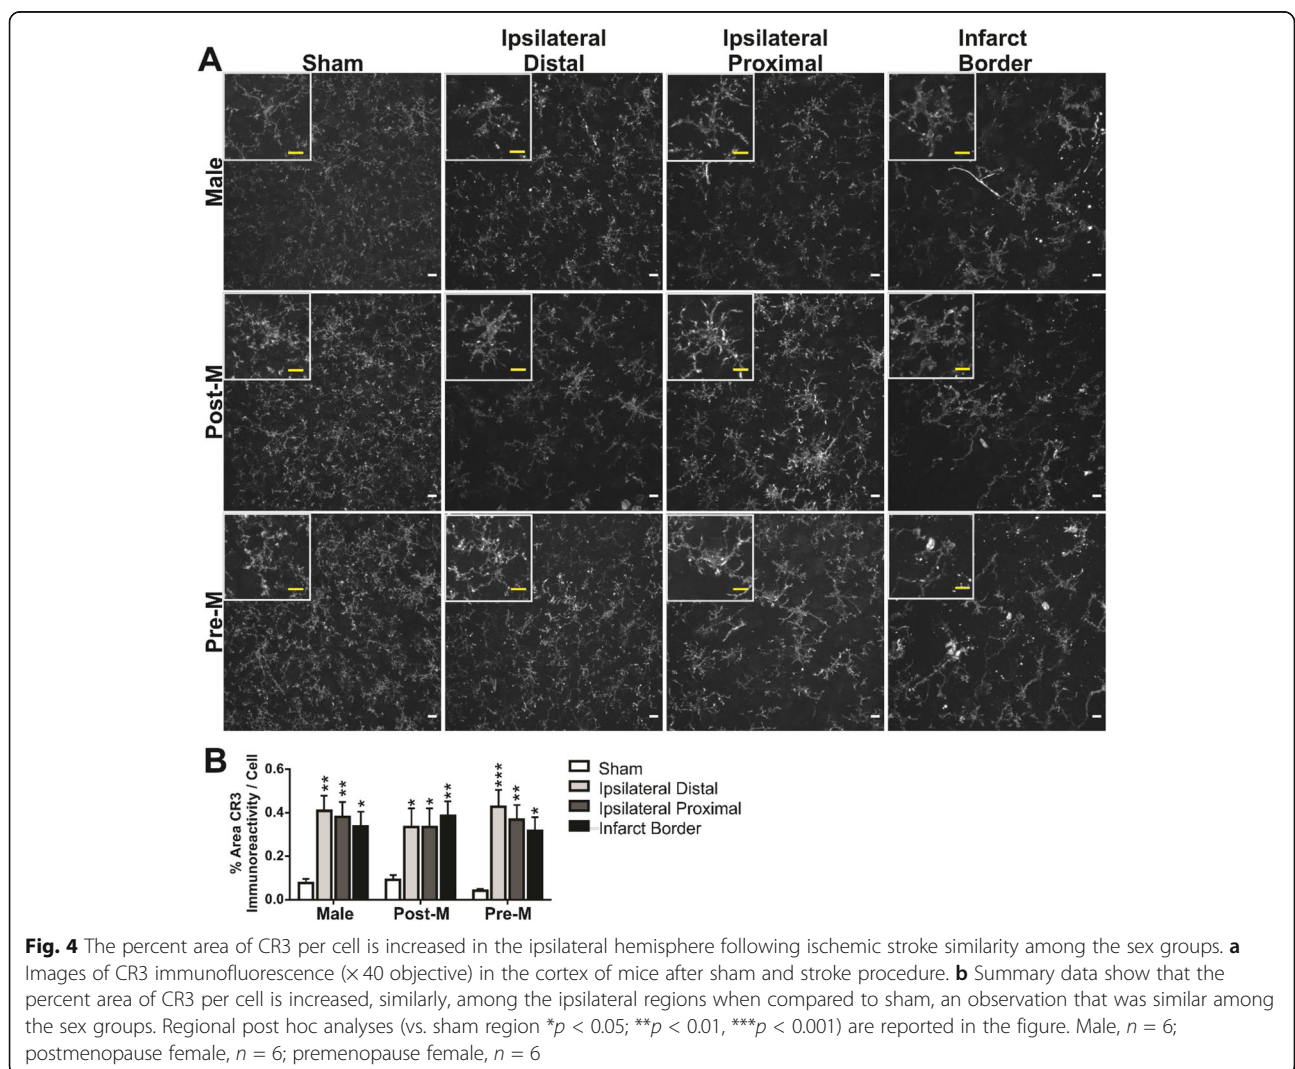 A
Sham
Ipsilateral
Distal
Ipsilateral
Proximal
Infarct
Border
Male
Post-M
Pre-M
B
% Area CR3
Immunoreactivity / Cell
0.6
0.4
0.2
0.0
** ** *
* * **
*** ** *
Male Post-M Pre-M
Sham
Ipsilateral Distal
Ipsilateral Proximal
Infarct Border
Fig. 4 The percent area of CR3 per cell is increased in the ipsilateral hemisphere following ischemic stroke similarity among the sex groups. a
Images of CR3 immunofluorescence (× 40 objective) in the cortex of mice after sham and stroke procedure. b Summary data show that the
percent area of CR3 per cell is increased, similarly, among the ipsilateral regions when compared to sham, an observation that was similar among
the sex groups. Regional post hoc analyses (vs. sham region *p < 0.05; **p < 0.01, ***p < 0.001) are reported in the figure. Male, n = 6;
postmenopause female, n = 6; premenopause female, n = 6